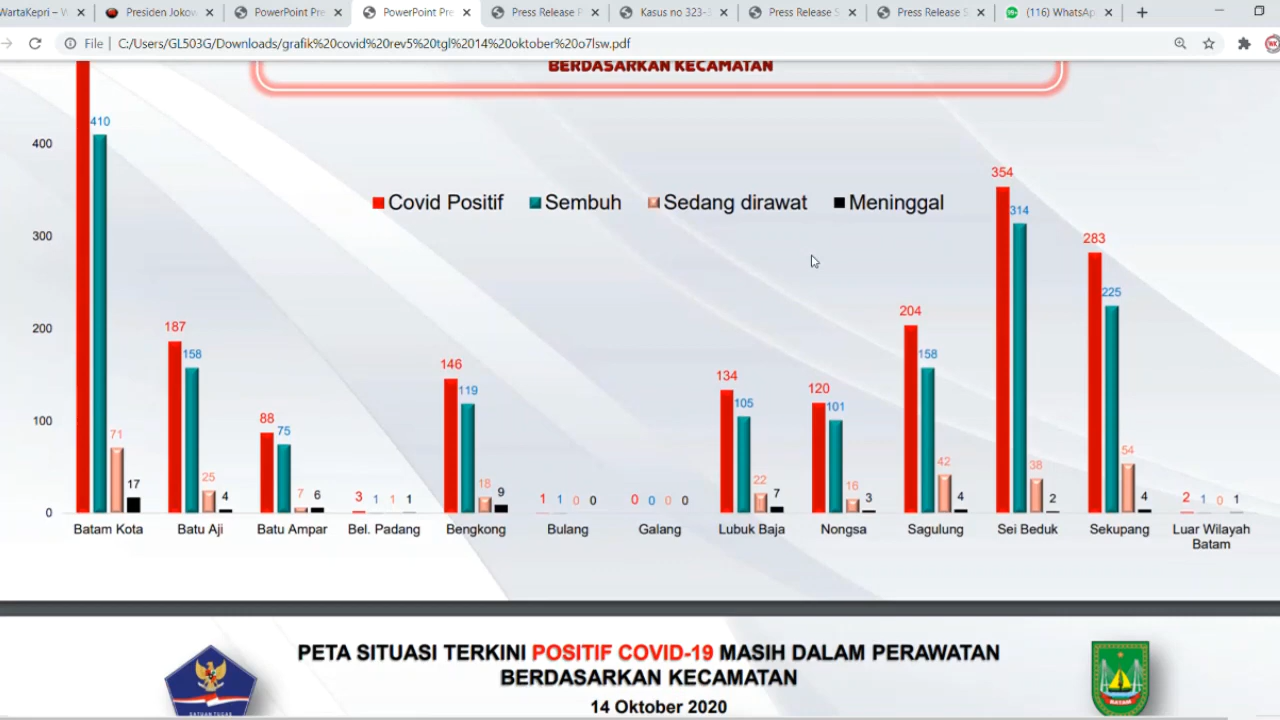 WartaKepri – W
Presiden Jokow
PowerPoint Pre
PowerPoint Pre
Press Release P
Kasus no 323-3
Press Release S
Press Release S
(116) WhatsAp
File | C:/Users/GL503G/Downloads/grafik%20covid%20rev5%20tgl%2014%20oktober%20o7lsw.pdf
BERDASARKAN KECAMATAN
410
400
354
Covid Positif Sembuh Sedang dirawat Meninggal
314
300
283
225
204
200
187
158
158
146
134
120
119
105
101
100
88
75
71
54
42
38
25
22
18
17
16
7 6
4
3 1 1 1
9
1 1 0 0
0 0 0 0
7
3
4
2
4
2 1 0 1
0
Batam Kota Batu Aji Batu Ampar Bel. Padang Bengkong Bulang Galang Lubuk Baja Nongsa Sagulung Sei Beduk Sekupang Luar Wilayah
Batam
PETA SITUASI TERKINI POSITIF COVID-19 MASIH DALAM PERAWATAN
BERDASARKAN KECAMATAN
14 Oktober 2020
BATAM